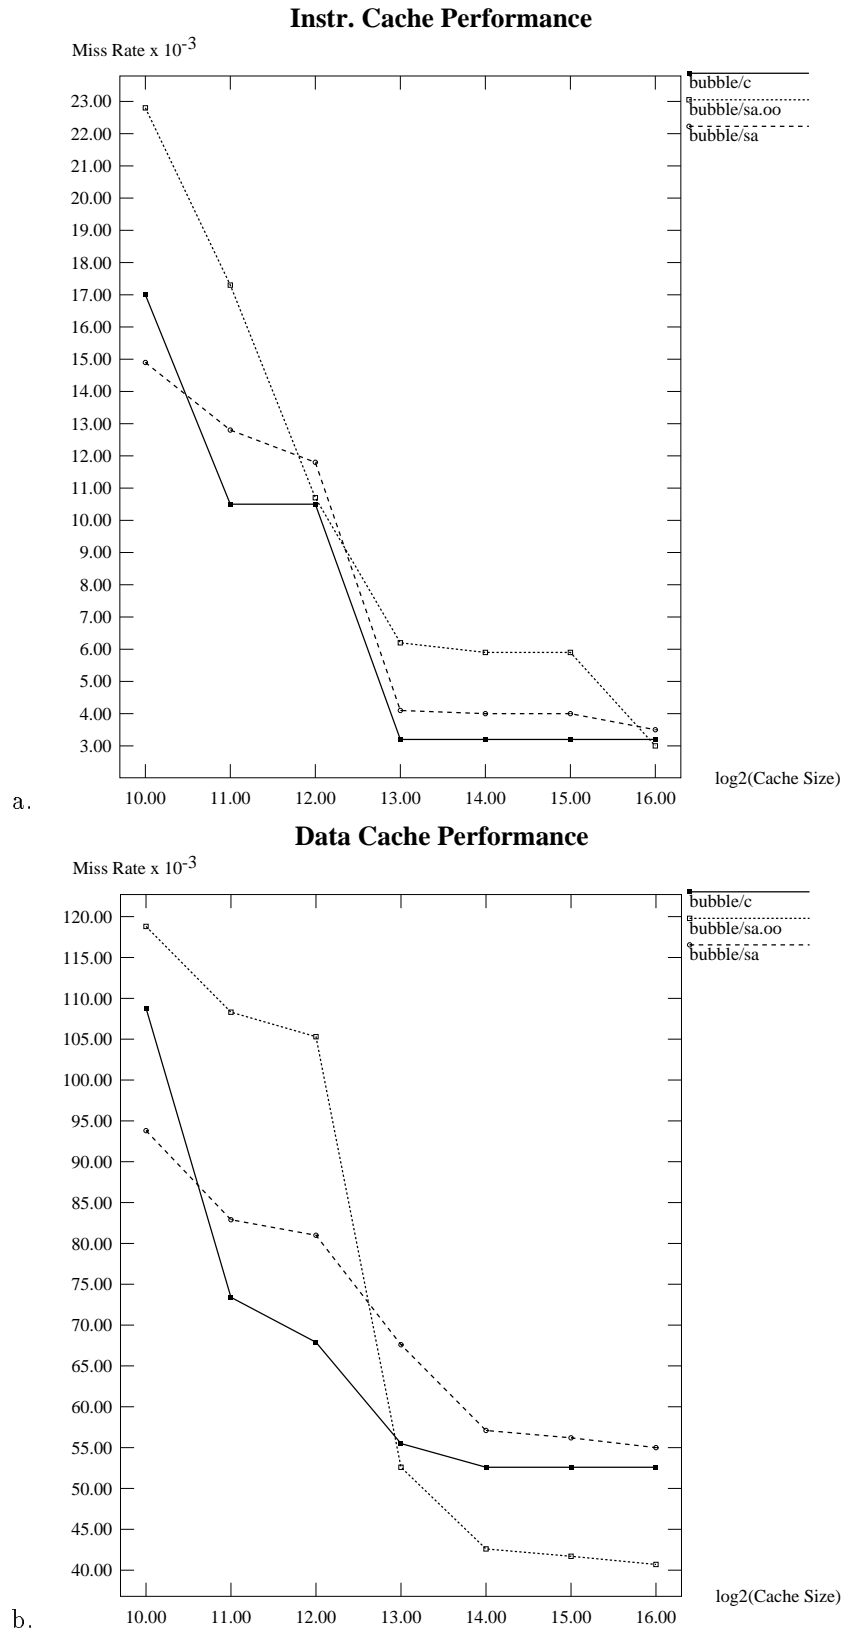 Instr. Cache Performance
Miss Rate x 10-3
bubble/c
bubble/sa.oo
bubble/sa
23.00
22.00
21.00
20.00
19.00
18.00
17.00
16.00
15.00
14.00
13.00
12.00
11.00
10.00
9.00
8.00
7.00
6.00
5.00
4.00
3.00
log2(Cache Size)
10.00 11.00 12.00 13.00 14.00 15.00 16.00
a.
Data Cache Performance
Miss Rate x 10-3
bubble/c
bubble/sa.oo
bubble/sa
120.00
115.00
110.00
105.00
100.00
95.00
90.00
85.00
80.00
75.00
70.00
65.00
60.00
55.00
50.00
45.00
40.00
log2(Cache Size)
10.00 11.00 12.00 13.00 14.00 15.00 16.00
b.